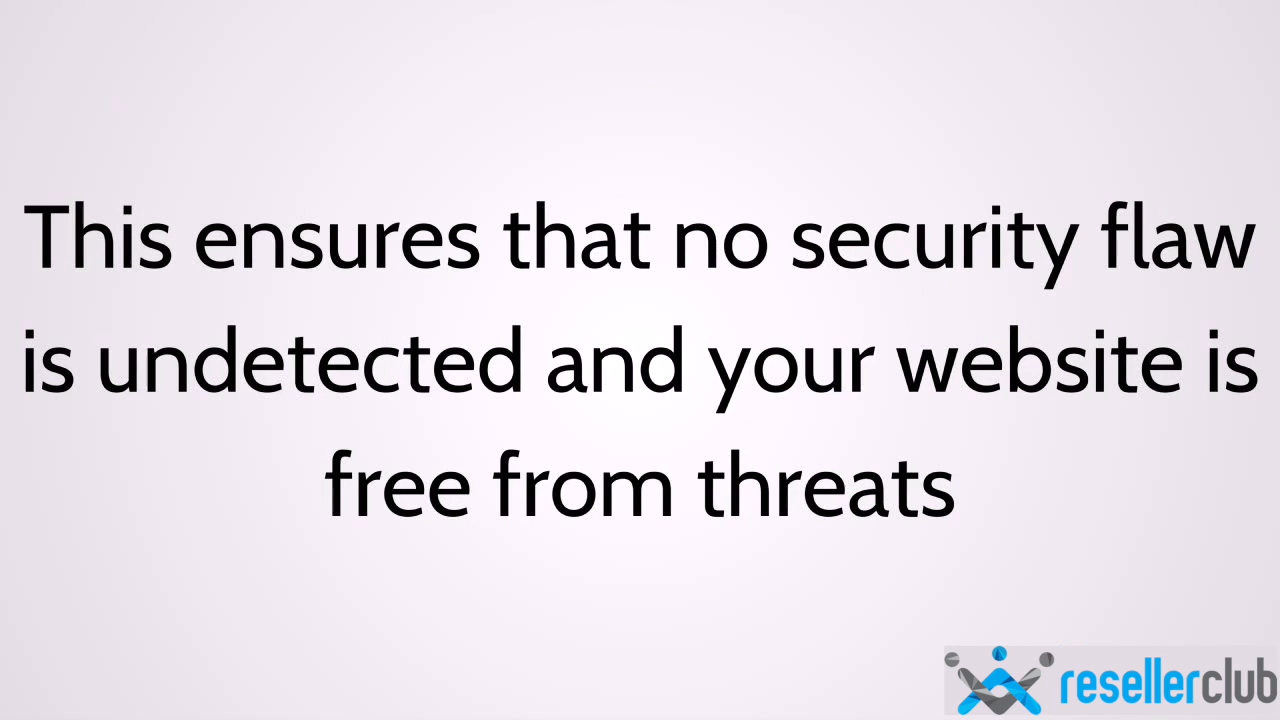 This ensures that no security flaw
is undetected and your website is
free from threats
resellerclub